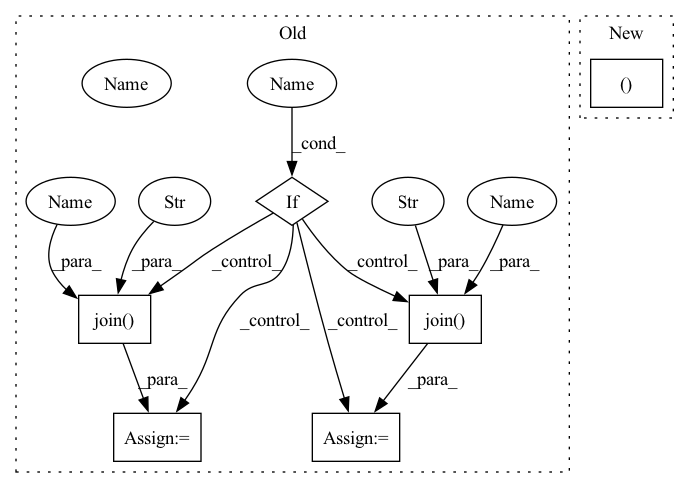 Old
New
Name
Name
()
_cond_
Name
Str
If
Str
Name
_para_
_para_
_control_
_control_
_para_
_para_
join()
join()
_para_
_control_
_control_
_para_
Assign:=
Assign:=